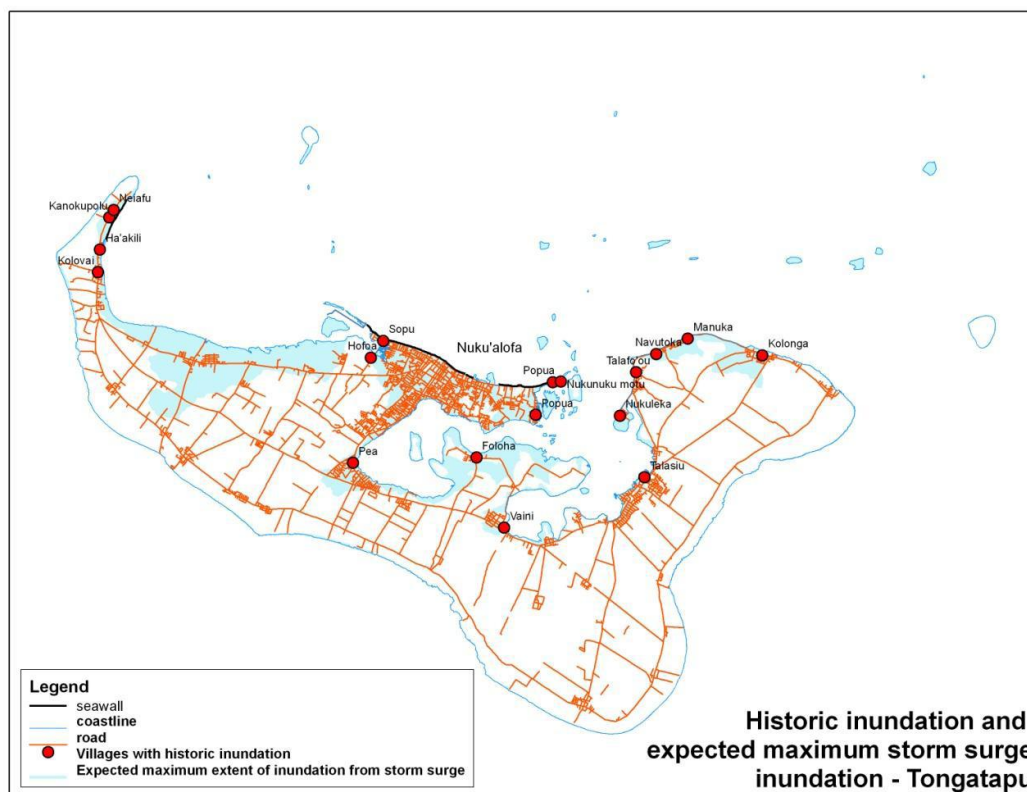 Nelafu
Kanokupolu
Ha'akili
Kolovai
Sopu
Hofoa
Nuku'alofa
Manuka
Navutoka
Kolonga
Talafo'ou
Popua
Nukunuku motu
Popua
Nukuleka
Foloha
Pea
Talasiu
Vaini
Legend
seawall
coastline
road
Villages with historic inundation
Expected maximum extent of inundation from storm surge
Historic inundation and
expected maximum storm surge
inundation - Tongatapu